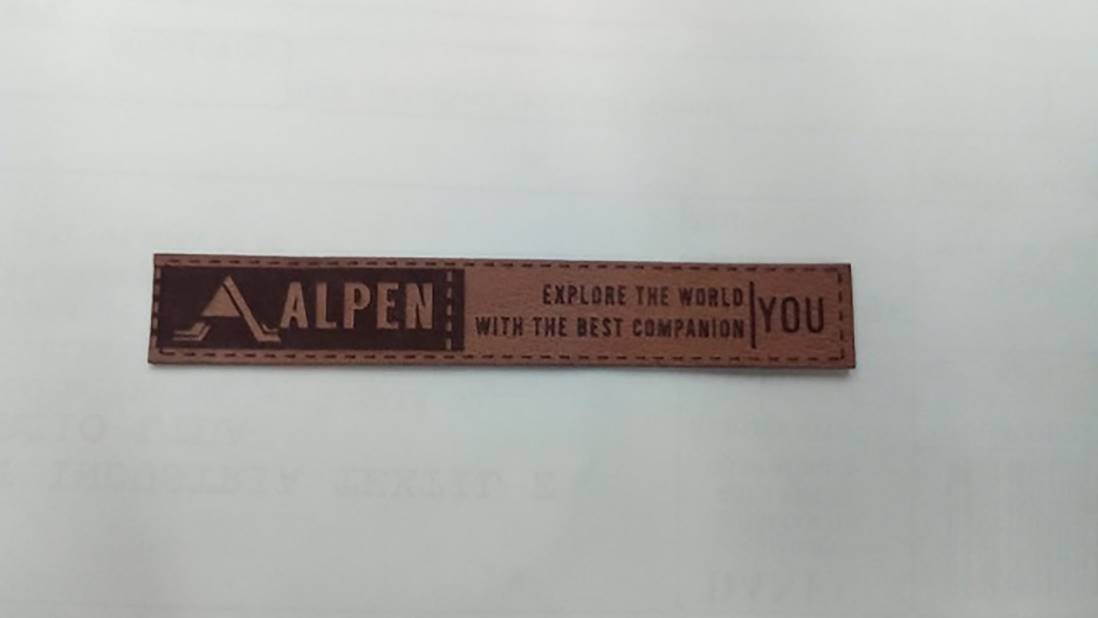 ALPEN
EXPLORE THE WORLD
WITH THE BEST COMPANION
YOU